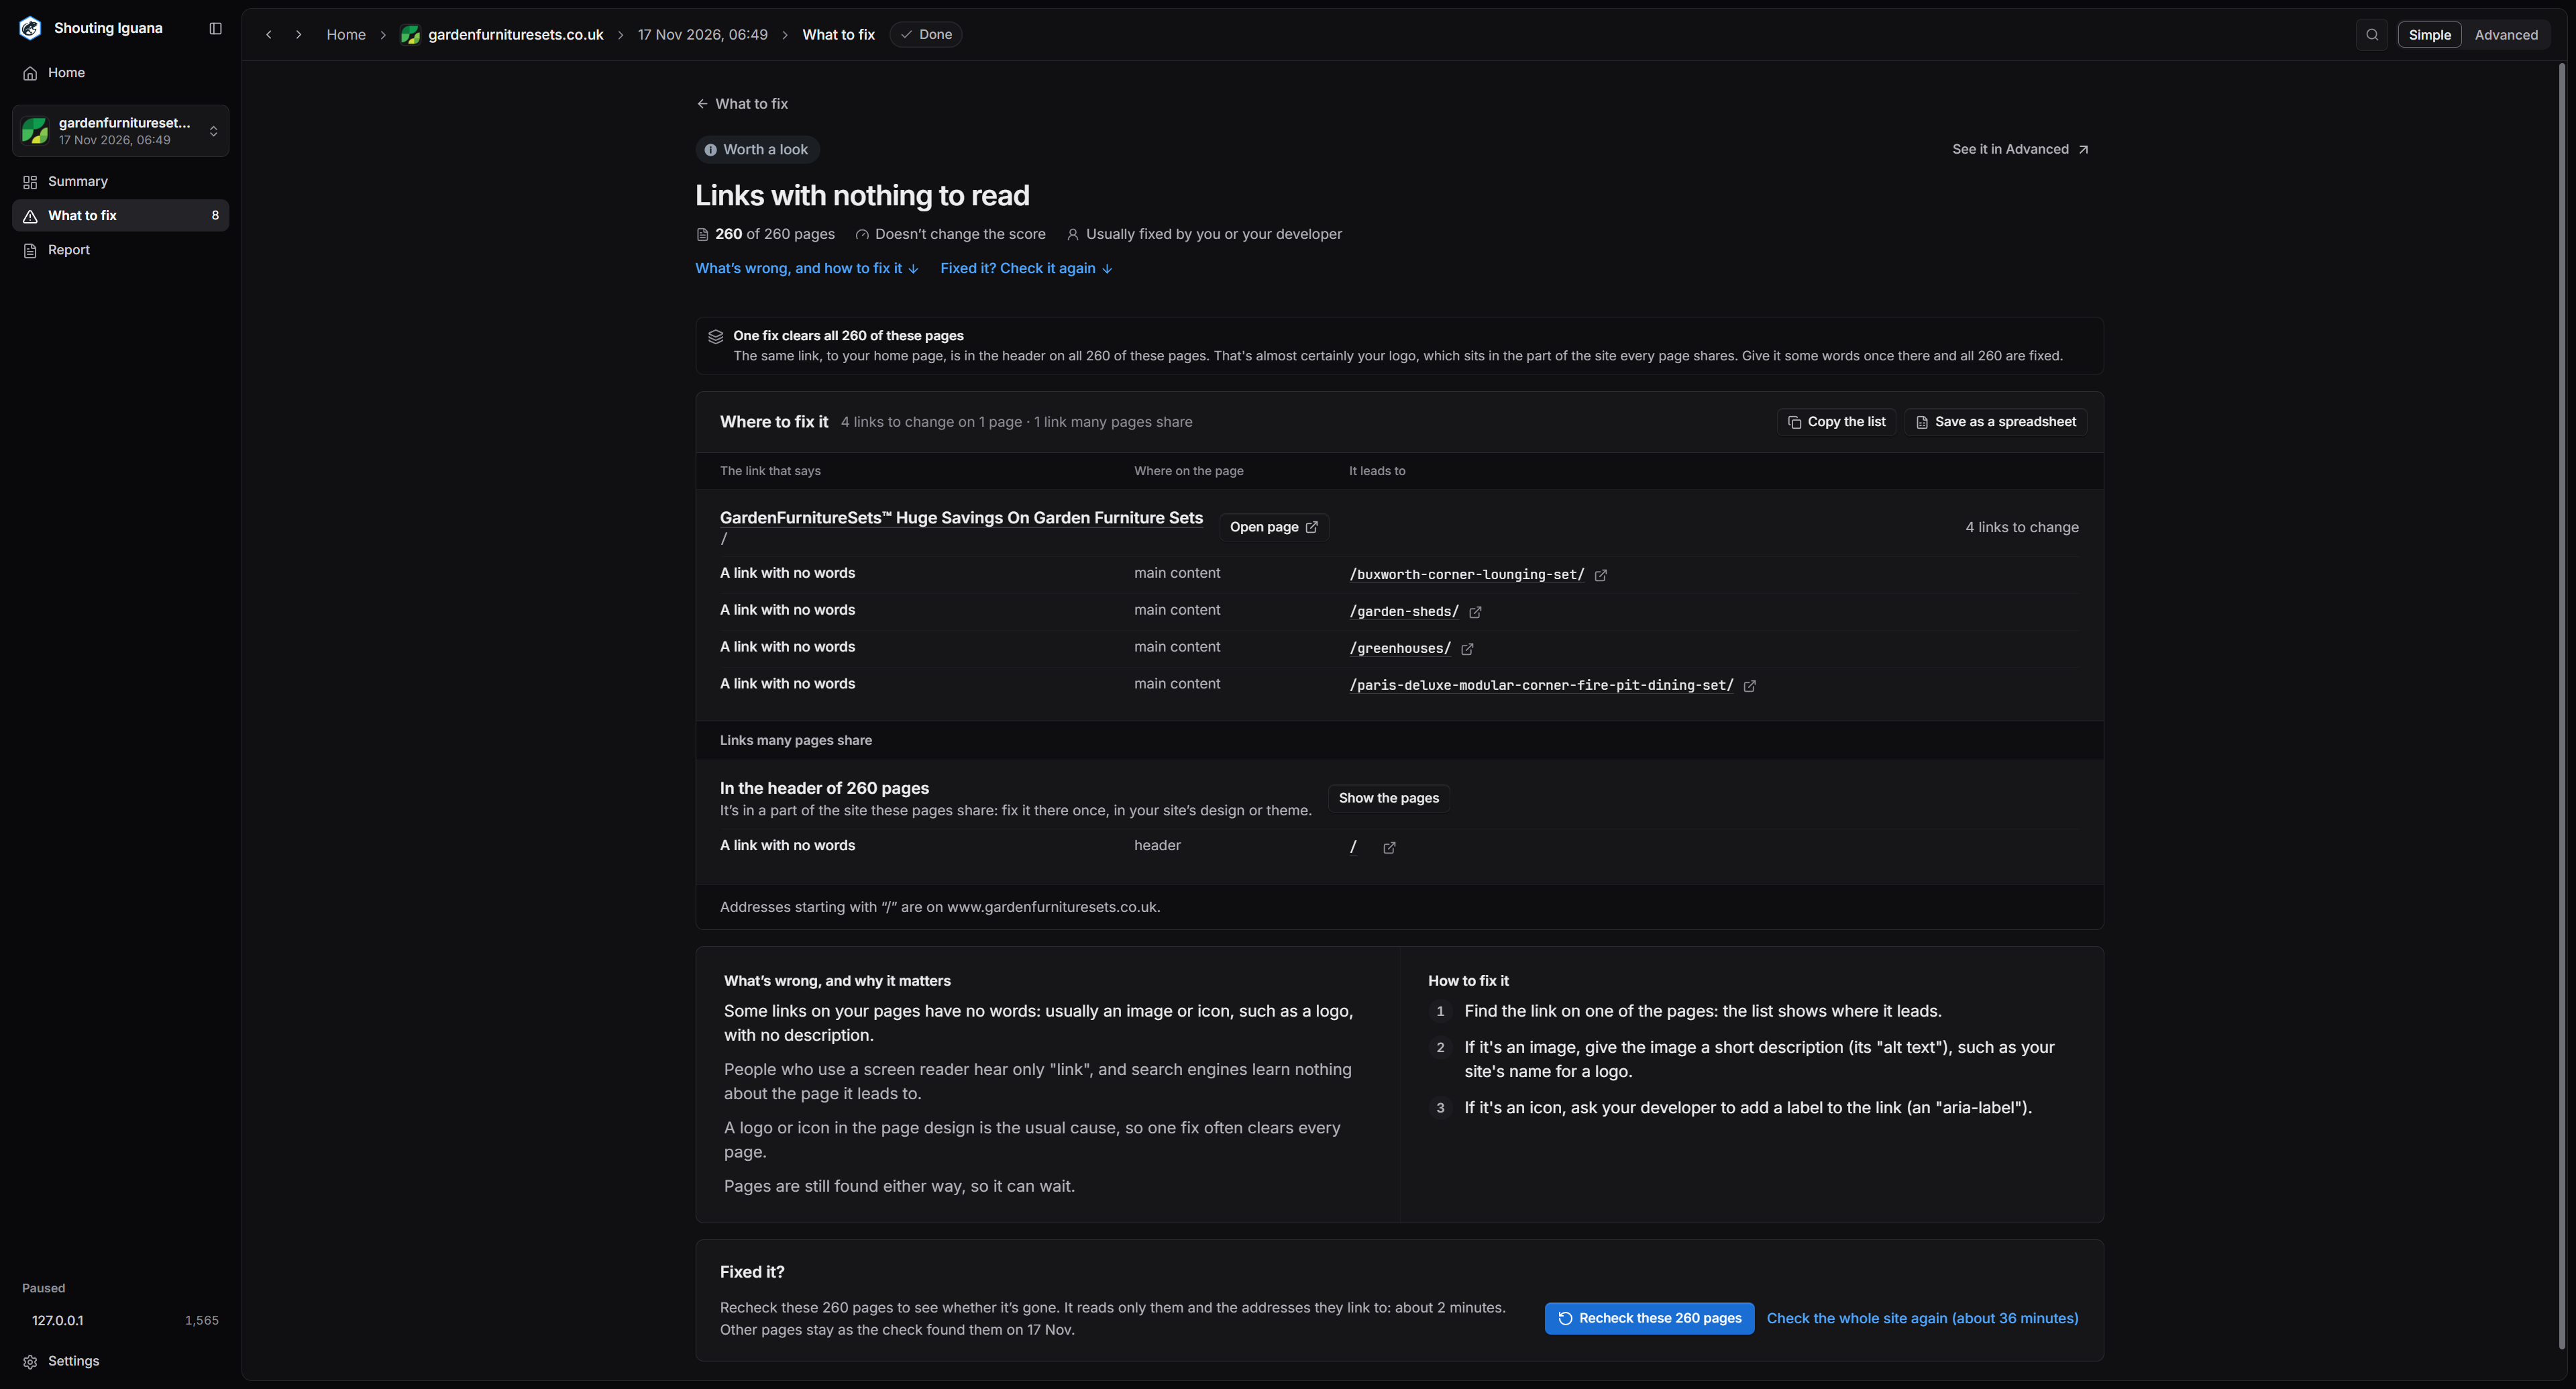 Shouting Iguana
Home
gardenfurnitureset...
17 Nov 2026, 06:49
Summary
What to fix 8
Report
Paused
127.0.0.1 1,565
Settings
Home gardenfurnituresets.co.uk 17 Nov 2026, 06:49 What to fix Done
Simple Advanced
What to fix
Worth a look
See it in Advanced
Links with nothing to read
260 of 260 pages Doesn’t change the score Usually fixed by you or your developer
What’s wrong, and how to fix it Fixed it? Check it again
One fix clears all 260 of these pages
The same link, to your home page, is in the header on all 260 of these pages. That's almost certainly your logo, which sits in the part of the site every page shares. Give it some words once there and all 260 are fixed.
Where to fix it 4 links to change on 1 page · 1 link many pages share
Copy the list Save as a spreadsheet
The link that says Where on the page It leads to
GardenFurnitureSets™ Huge Savings On Garden Furniture Sets
/
Open page
4 links to change
A link with no words main content /buxworth-corner-lounging-set/
A link with no words main content /garden-sheds/
A link with no words main content /greenhouses/
A link with no words main content /paris-deluxe-modular-corner-fire-pit-dining-set/
Links many pages share
In the header of 260 pages
It’s in a part of the site these pages share: fix it there once, in your site’s design or theme.
Show the pages
A link with no words header /
Addresses starting with “/” are on www.gardenfurnituresets.co.uk.
What’s wrong, and why it matters
Some links on your pages have no words: usually an image or icon, such as a logo,
with no description.
People who use a screen reader hear only "link", and search engines learn nothing
about the page it leads to.
A logo or icon in the page design is the usual cause, so one fix often clears every
page.
Pages are still found either way, so it can wait.
How to fix it
1 Find the link on one of the pages: the list shows where it leads.
2 If it's an image, give the image a short description (its "alt text"), such as your
site's name for a logo.
3 If it's an icon, ask your developer to add a label to the link (an "aria-label").
Fixed it?
Recheck these 260 pages to see whether it’s gone. It reads only them and the addresses they link to: about 2 minutes.
Other pages stay as the check found them on 17 Nov.
Recheck these 260 pages
Check the whole site again (about 36 minutes)